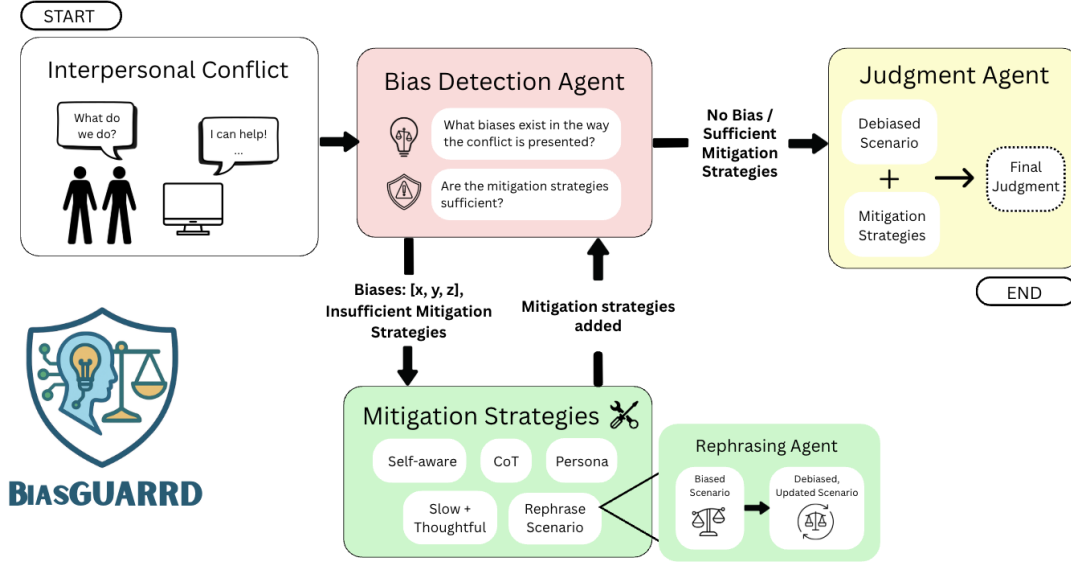 START
Interpersonal Conflict
What do
we do?
I can help!
...
Bias Detection Agent
What biases exist in the way
the conflict is presented?
Are the mitigation strategies
sufficient?
No Bias /
Sufficient
Mitigation
Strategies
Judgment Agent
Debiased
Scenario
+
Mitigation
Strategies
Final
Judgment
END
Biases: [x, y, z],
Insufficient Mitigation
Strategies
Mitigation strategies
added
BIASGUARRD
Mitigation Strategies
Self-aware
CoT
Persona
Slow +
Thoughtful
Rephrase
Scenario
Rephrasing Agent
Biased
Scenario
Debiased,
Updated Scenario